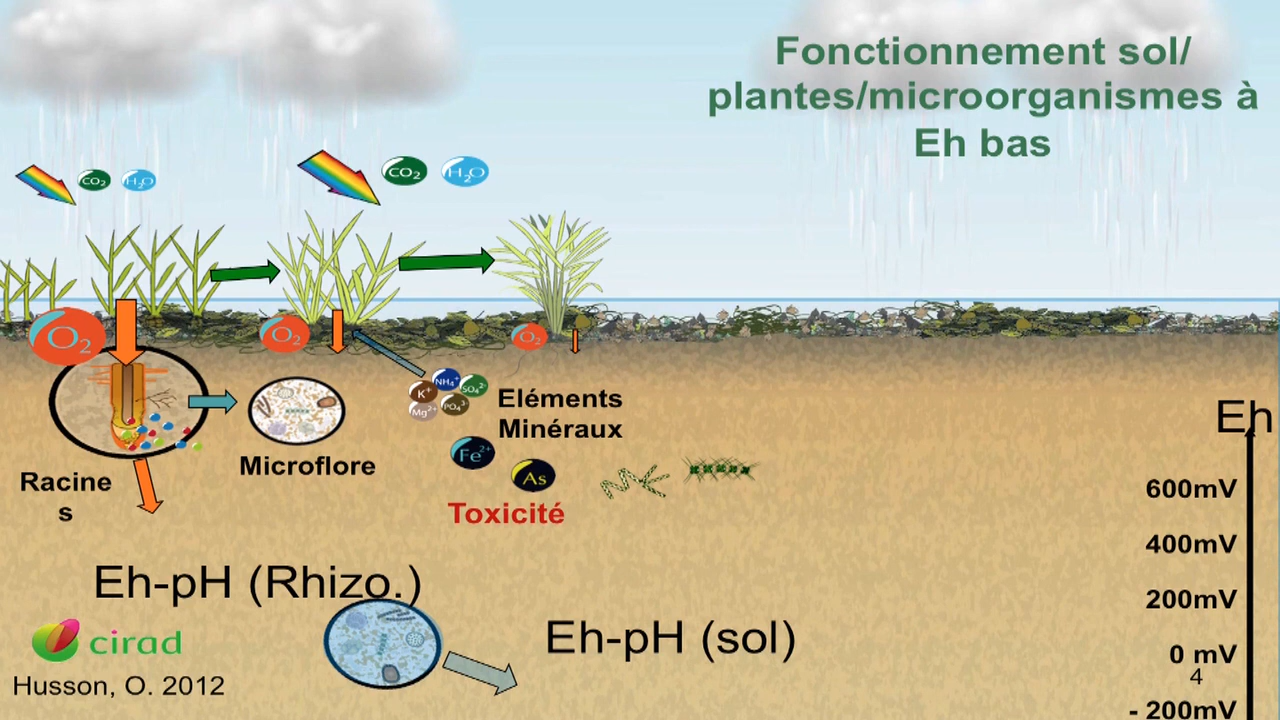 Fonctionnement sol/
plantes/microorganismes à
Eh bas
CO₂ H₂O
CO₂ H₂O
O₂
O₂
O₂
K⁺ NH₄⁺ SO₄²⁻
Mg²⁺ PO₄³⁻
Eléments
Minéraux
Fe²⁺
As
Toxicité
Racine
s
Microflore
Eh
600mV
400mV
200mV
0 mV
4
- 200mV
Eh-pH (Rhizo.)
Eh-pH (sol)
cirad
Husson, O. 2012